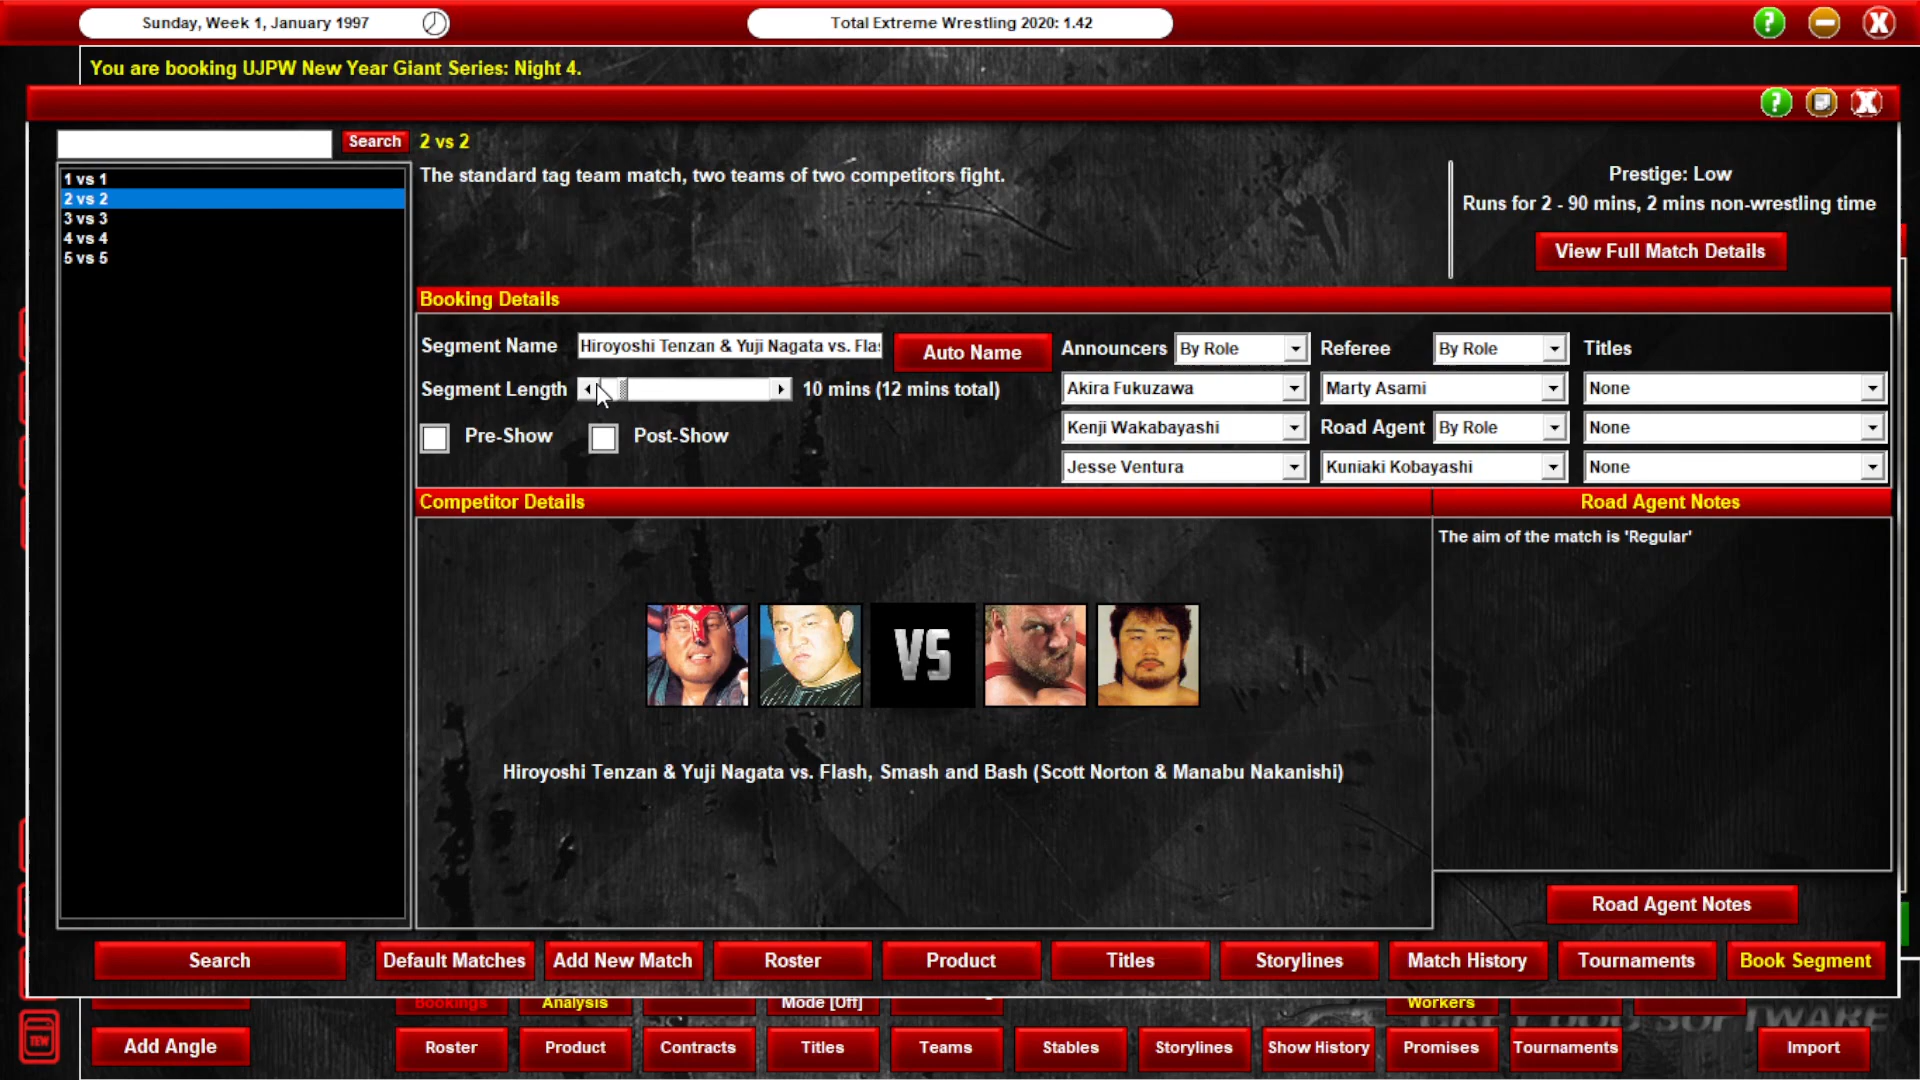 Sunday, Week 1, January 1997
Total Extreme Wrestling 2020: 1.42
You are booking UJPW New Year Giant Series: Night 4.
Search
2 vs 2
1 vs 1
2 vs 2
3 vs 3
4 vs 4
5 vs 5
The standard tag team match, two teams of two competitors fight.
Prestige: Low
Runs for 2 - 90 mins, 2 mins non-wrestling time
View Full Match Details
Booking Details
Segment Name
Hiroyoshi Tenzan & Yuji Nagata vs. Fla
Auto Name
Announcers
By Role
Referee
By Role
Titles
Segment Length
10 mins (12 mins total)
Akira Fukuzawa
Marty Asami
None
Pre-Show
Post-Show
Kenji Wakabayashi
Road Agent
By Role
None
Jesse Ventura
Kuniaki Kobayashi
None
Competitor Details
Road Agent Notes
The aim of the match is 'Regular'
VS
Hiroyoshi Tenzan & Yuji Nagata vs. Flash, Smash and Bash (Scott Norton & Manabu Nakanishi)
Road Agent Notes
Search
Default Matches
Add New Match
Roster
Product
Titles
Storylines
Match History
Tournaments
Book Segment
Bookings
Analysis
Mode [Off]
Workers
GREY DOG SOFTWARE
TEW
Add Angle
Roster
Product
Contracts
Titles
Teams
Stables
Storylines
Show History
Promises
Tournaments
Import